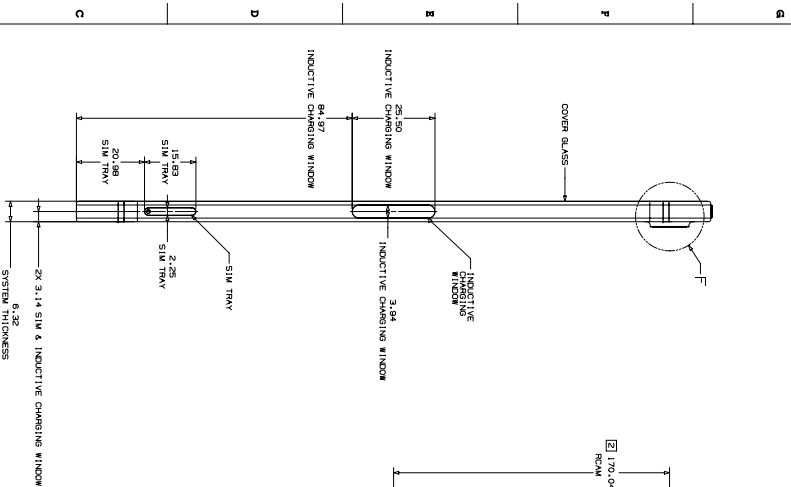 C
D
E
F
G
INDUCTIVE CHARGING WINDOW
84.97
25.50
INDUCTIVE CHARGING WINDOW
COVER GLASS
20.98
SIM TRAY
15.83
SIM TRAY
F
INDUCTIVE
CHARGING
WINDOW
SIM TRAY
2.25
SIM TRAY
3.94
INDUCTIVE CHARGING WINDOW
2X 3.14 SIM & INDUCTIVE CHARGING WINDOW
6.32
SYSTEM THICKNESS
2 170.04
RCAM